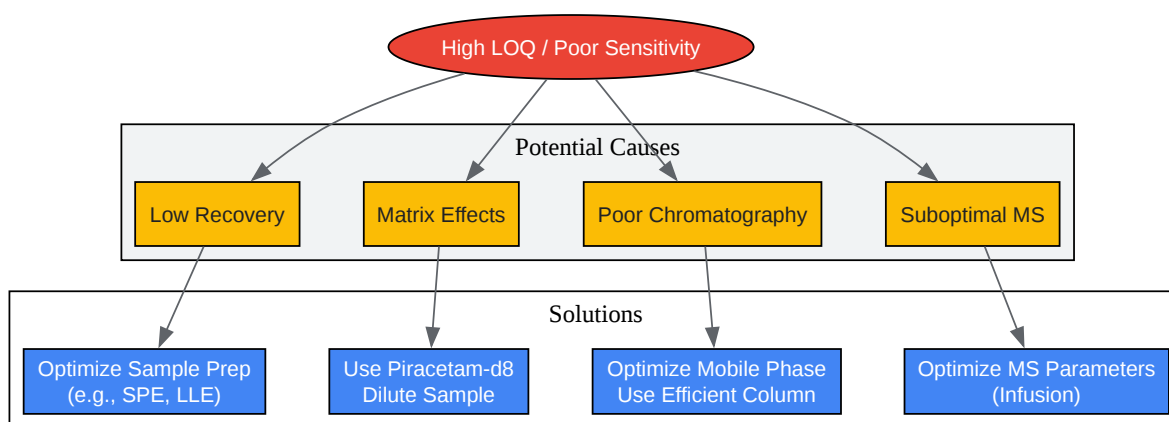 High LOQ / Poor Sensitivity
Potential Causes
Low Recovery
Matrix Effects
Poor Chromatography
Suboptimal MS
Solutions
Optimize Sample Prep
(e.g., SPE, LLE)
Use Piracetam-d8
Dilute Sample
Optimize Mobile Phase
Use Efficient Column
Optimize MS Parameters
(Infusion)